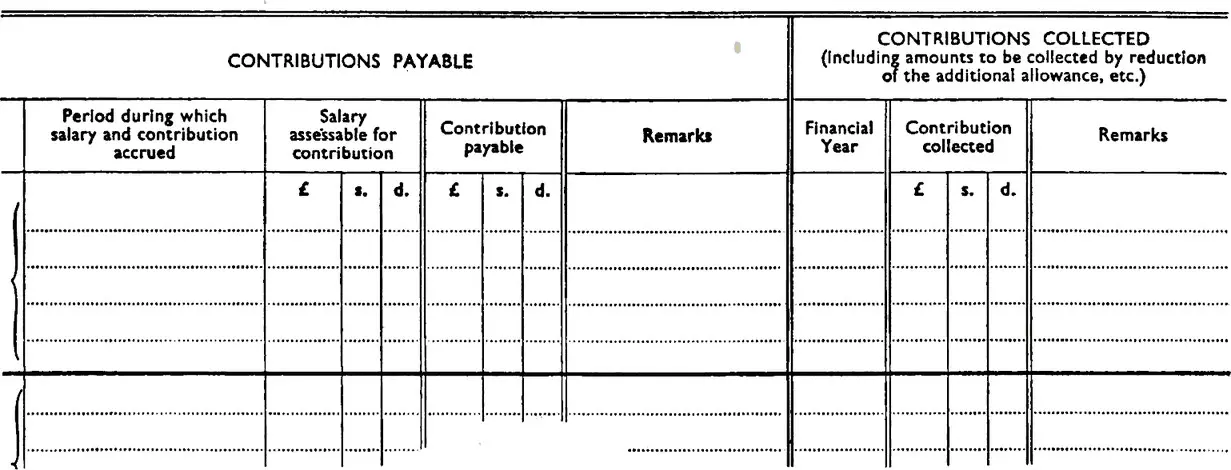 CONTRIBUTIONS PAYABLE
CONTRIBUTIONS COLLECTED
(Including amounts to be collected by reduction
of the additional allowance, etc.)
Period during which
salary and contribution
accrued
Salary
assessable for
contribution
Contribution
payable
Remarks
Financial
Year
Contribution
collected
Remarks
£ s. d. £ s. d. £ s. d.